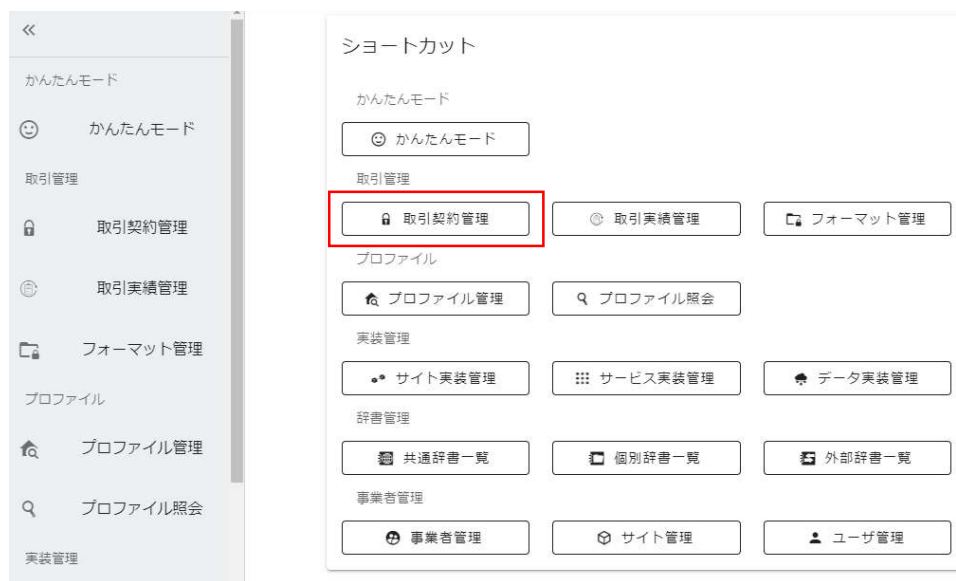 かんたんモード
かんたんモード
取引管理
取引契約管理
取引実績管理
フォーマット管理
プロファイル
プロファイル管理
プロファイル照会
実装管理
ショートカット
かんたんモード
かんたんモード
取引管理
取引契約管理 取引実績管理 フォーマット管理
プロファイル
プロファイル管理 プロファイル照会
実装管理
サイト実装管理 サービス実装管理 データ実装管理
辞書管理
共通辞書一覧 個別辞書一覧 外部辞書一覧
事業者管理
事業者管理 サイト管理 ユーザ管理